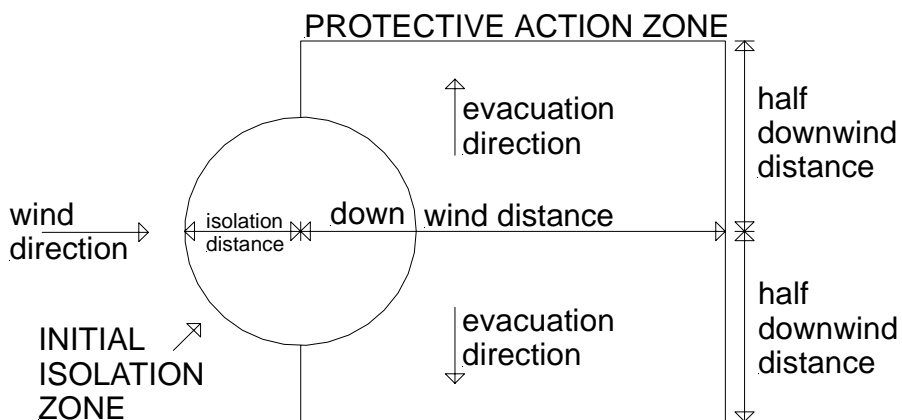 PROTECTIVE ACTION ZONE
evacuation
direction
half
downwind
distance
wind
direction
isolation
distance
down wind distance
evacuation
direction
half
downwind
distance
INITIAL
ISOLATION
ZONE